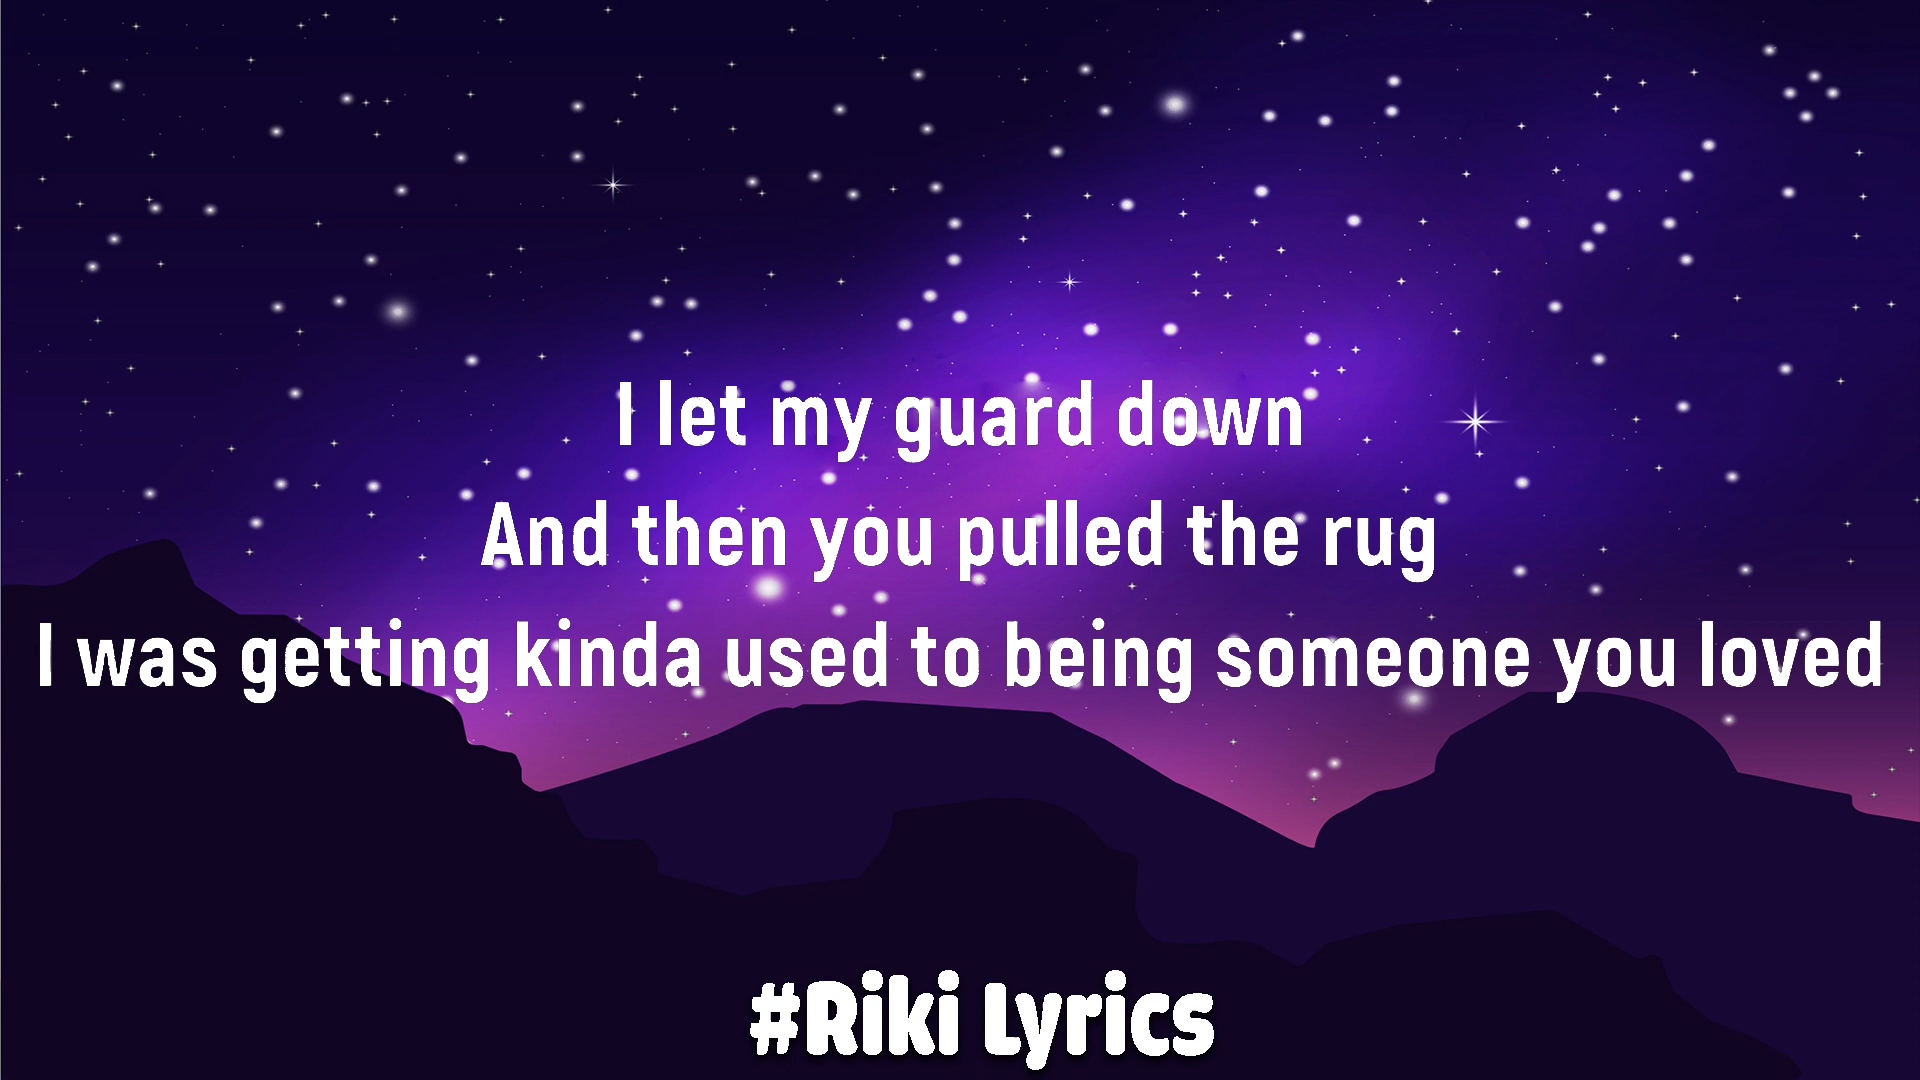 I let my guard down
And then you pulled the rug
I was getting kinda used to being someone you loved
#Riki Lyrics